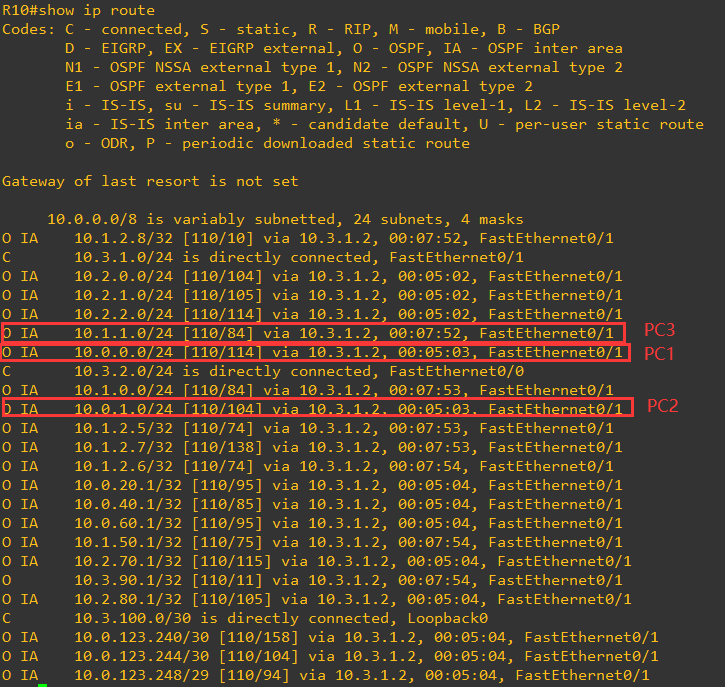 R10#show ip route
Codes: C - connected, S - static, R - RIP, M - mobile, B - BGP
D - EIGRP, EX - EIGRP external, O - OSPF, IA - OSPF inter area
N1 - OSPF NSSA external type 1, N2 - OSPF NSSA external type 2
E1 - OSPF external type 1, E2 - OSPF external type 2
i - IS-IS, su - IS-IS summary, L1 - IS-IS level-1, L2 - IS-IS level-2
ia - IS-IS inter area, * - candidate default, U - per-user static route
o - ODR, P - periodic downloaded static route
Gateway of last resort is not set
10.0.0.0/8 is variably subnetted, 24 subnets, 4 masks
O IA 10.1.2.8/32 [110/10] via 10.3.1.2, 00:07:52, FastEthernet0/1
C 10.3.1.0/24 is directly connected, FastEthernet0/1
O IA 10.2.0.0/24 [110/104] via 10.3.1.2, 00:05:02, FastEthernet0/1
O IA 10.2.1.0/24 [110/105] via 10.3.1.2, 00:05:02, FastEthernet0/1
O IA 10.2.2.0/24 [110/114] via 10.3.1.2, 00:05:02, FastEthernet0/1
O IA 10.1.1.0/24 [110/84] via 10.3.1.2, 00:07:52, FastEthernet0/1 PC3
O IA 10.0.0.0/24 [110/114] via 10.3.1.2, 00:05:03, FastEthernet0/1 PC1
C 10.3.2.0/24 is directly connected, FastEthernet0/0
O IA 10.1.0.0/24 [110/84] via 10.3.1.2, 00:07:53, FastEthernet0/1
O IA 10.0.1.0/24 [110/104] via 10.3.1.2, 00:05:03, FastEthernet0/1 PC2
O IA 10.1.2.5/32 [110/74] via 10.3.1.2, 00:07:53, FastEthernet0/1
O IA 10.1.2.7/32 [110/138] via 10.3.1.2, 00:07:53, FastEthernet0/1
O IA 10.1.2.6/32 [110/74] via 10.3.1.2, 00:07:54, FastEthernet0/1
O IA 10.0.20.1/32 [110/95] via 10.3.1.2, 00:05:04, FastEthernet0/1
O IA 10.0.40.1/32 [110/85] via 10.3.1.2, 00:05:04, FastEthernet0/1
O IA 10.0.60.1/32 [110/95] via 10.3.1.2, 00:05:04, FastEthernet0/1
O IA 10.1.50.1/32 [110/75] via 10.3.1.2, 00:07:54, FastEthernet0/1
O IA 10.2.70.1/32 [110/115] via 10.3.1.2, 00:05:04, FastEthernet0/1
O 10.3.90.1/32 [110/11] via 10.3.1.2, 00:07:54, FastEthernet0/1
O IA 10.2.80.1/32 [110/105] via 10.3.1.2, 00:05:04, FastEthernet0/1
C 10.3.100.0/30 is directly connected, Loopback0
O IA 10.0.123.240/30 [110/158] via 10.3.1.2, 00:05:04, FastEthernet0/1
O IA 10.0.123.244/30 [110/104] via 10.3.1.2, 00:05:04, FastEthernet0/1
O IA 10.0.123.248/29 [110/94] via 10.3.1.2, 00:05:04, FastEthernet0/1